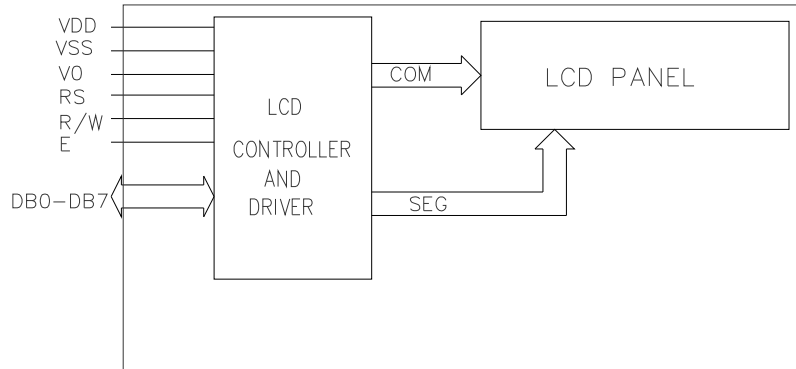 VDD
VSS
VO
RS
R/W
E
DB0-DB7
LCD
CONTROLLER
AND
DRIVER
COM
SEG
LCD PANEL